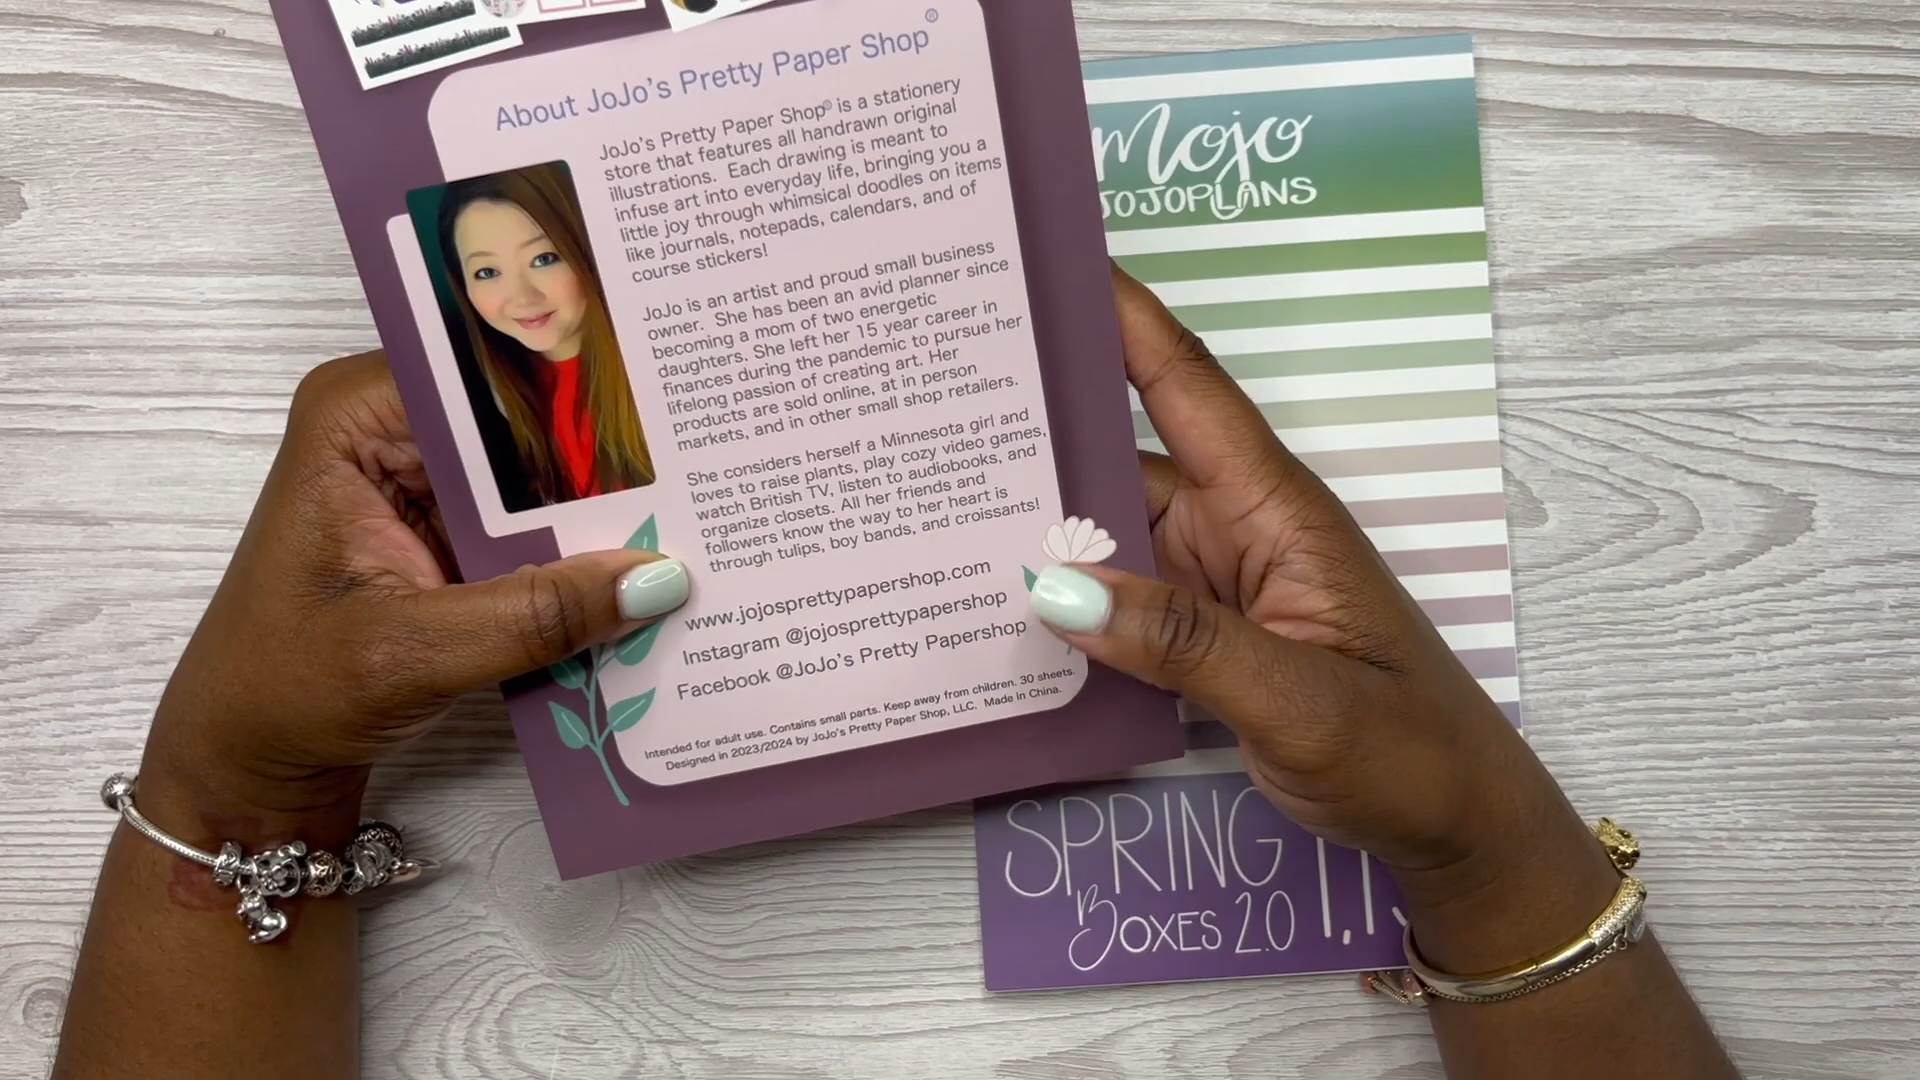 About JoJo's Pretty Paper Shop®
JoJo's Pretty Paper Shop® is a stationery
store that features all handrawn original
illustrations. Each drawing is meant to
infuse art into everyday life, bringing you a
little joy through whimsical doodles on items
like journals, notepads, calendars, and of
course stickers!
JoJo is an artist and proud small business
owner. She has been an avid planner since
becoming a mom of two energetic
daughters. She left her 15 year career in
finances during the pandemic to pursue her
lifelong passion of creating art. Her
products are sold online, at in person
markets, and in other small shop retailers.
She considers herself a Minnesota girl and
loves to raise plants, play cozy video games,
watch British TV, listen to audiobooks, and
organize closets. All her friends and
followers know the way to her heart is
through tulips, boy bands, and croissants!
www.jojosprettypapershop.com
Instagram @jojosprettypapershop
Facebook @JoJo's Pretty Papershop
Intended for adult use. Contains small parts. Keep away from children. 30 sheets.
Designed in 2023/2024 by JoJo's Pretty Paper Shop, LLC. Made in China.
Mojo
JOJOPLANS
SPRING
BOXES 2.0